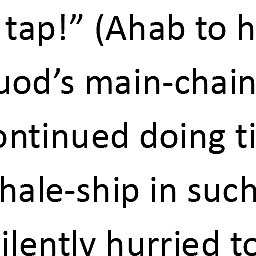 tap!” (Ahab to h
uod’s main-chain
ontinued doing ti
hale-ship in such
ilently hurried to